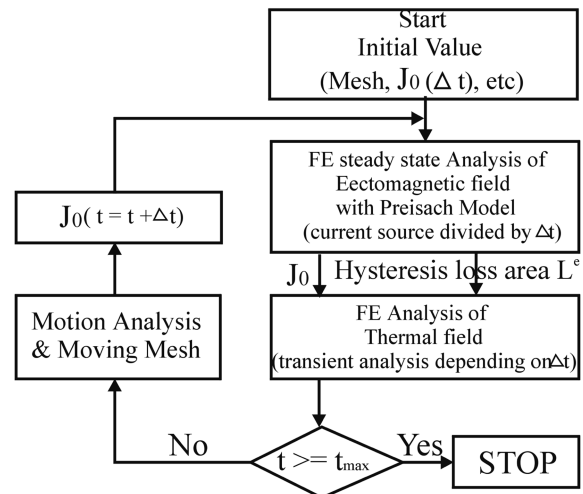 Start
Initial Value
(Mesh, J0 (Δ t), etc)
FE steady state Analysis of
Eectomagnetic field
with Preisach Model
(current source divided by Δt)
J0( t = t +Δt)
J0 Hysteresis loss area L^e
Motion Analysis
& Moving Mesh
FE Analysis of
Thermal field
(transient analysis depending onΔt)
No
Yes
t >= tmax
STOP